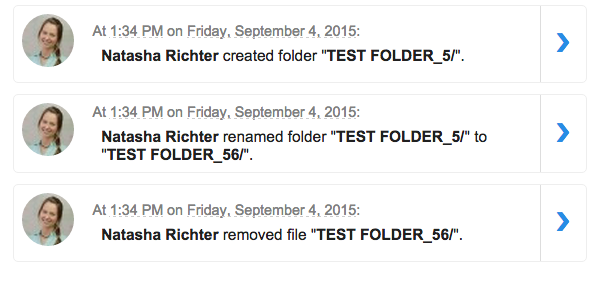 At 1:34 PM on Friday, September 4, 2015:
Natasha Richter created folder "TEST FOLDER_5/".
At 1:34 PM on Friday, September 4, 2015:
Natasha Richter renamed folder "TEST FOLDER_5/" to
"TEST FOLDER_56/".
At 1:34 PM on Friday, September 4, 2015:
Natasha Richter removed file "TEST FOLDER_56/".